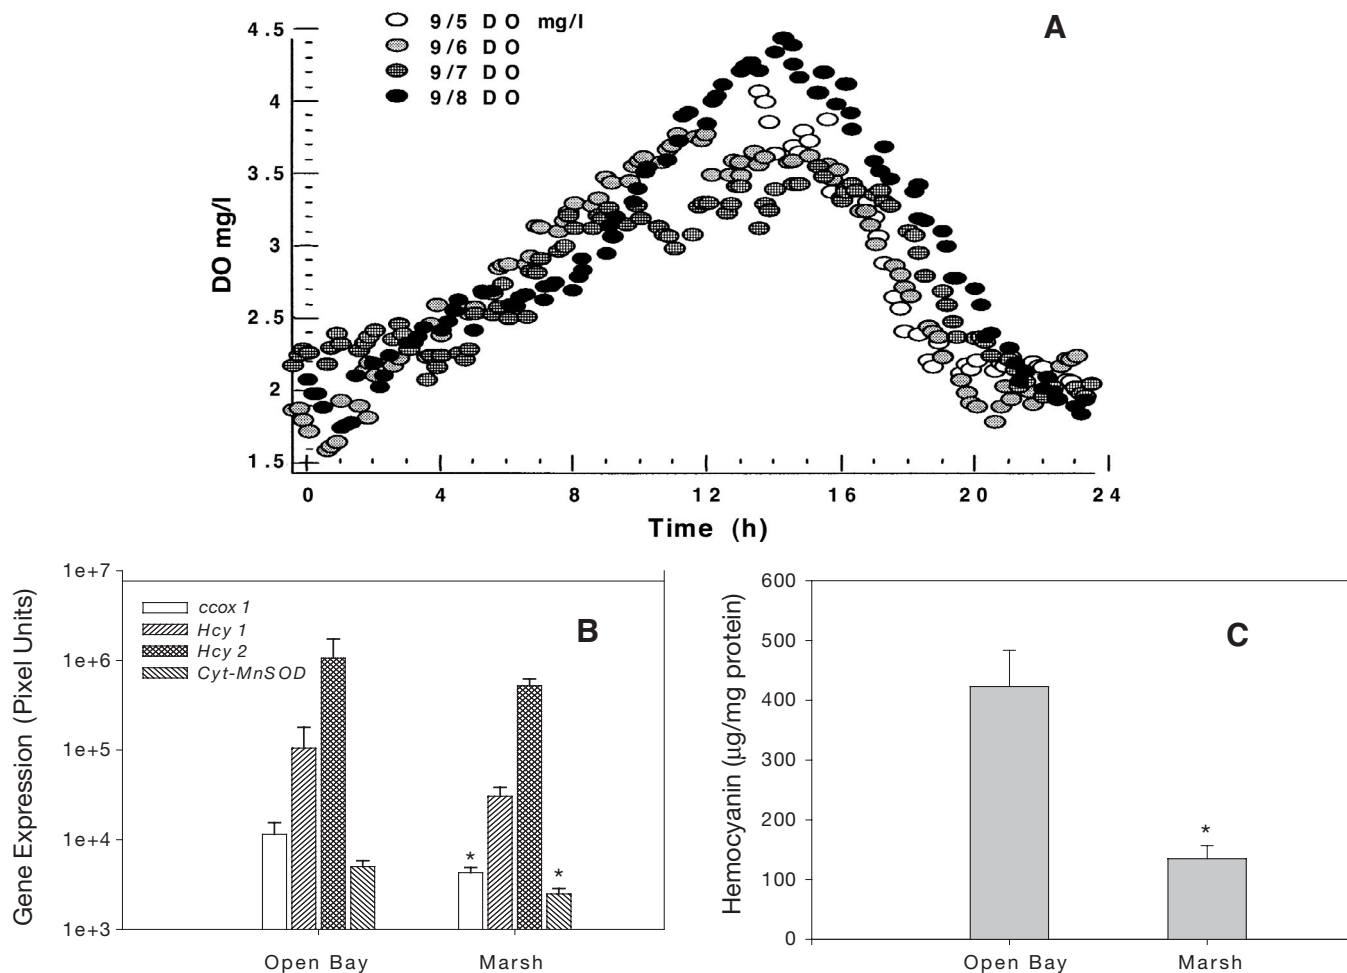 9/5 DO mg/l
9/6 DO
9/7 DO
9/8 DO
A
4.5
4
3.5
3
2.5
2
1.5
DO mg/l
0 4 8 12 16 20 24
Time (h)
1e+7
1e+6
1e+5
1e+4
1e+3
Gene Expression (Pixel Units)
ccox 1
Hcy 1
Hcy 2
Cyt-MnSOD
B
* *
Open Bay Marsh
600
500
400
300
200
100
0
Hemocyanin (µg/mg protein)
C
*
Open Bay Marsh